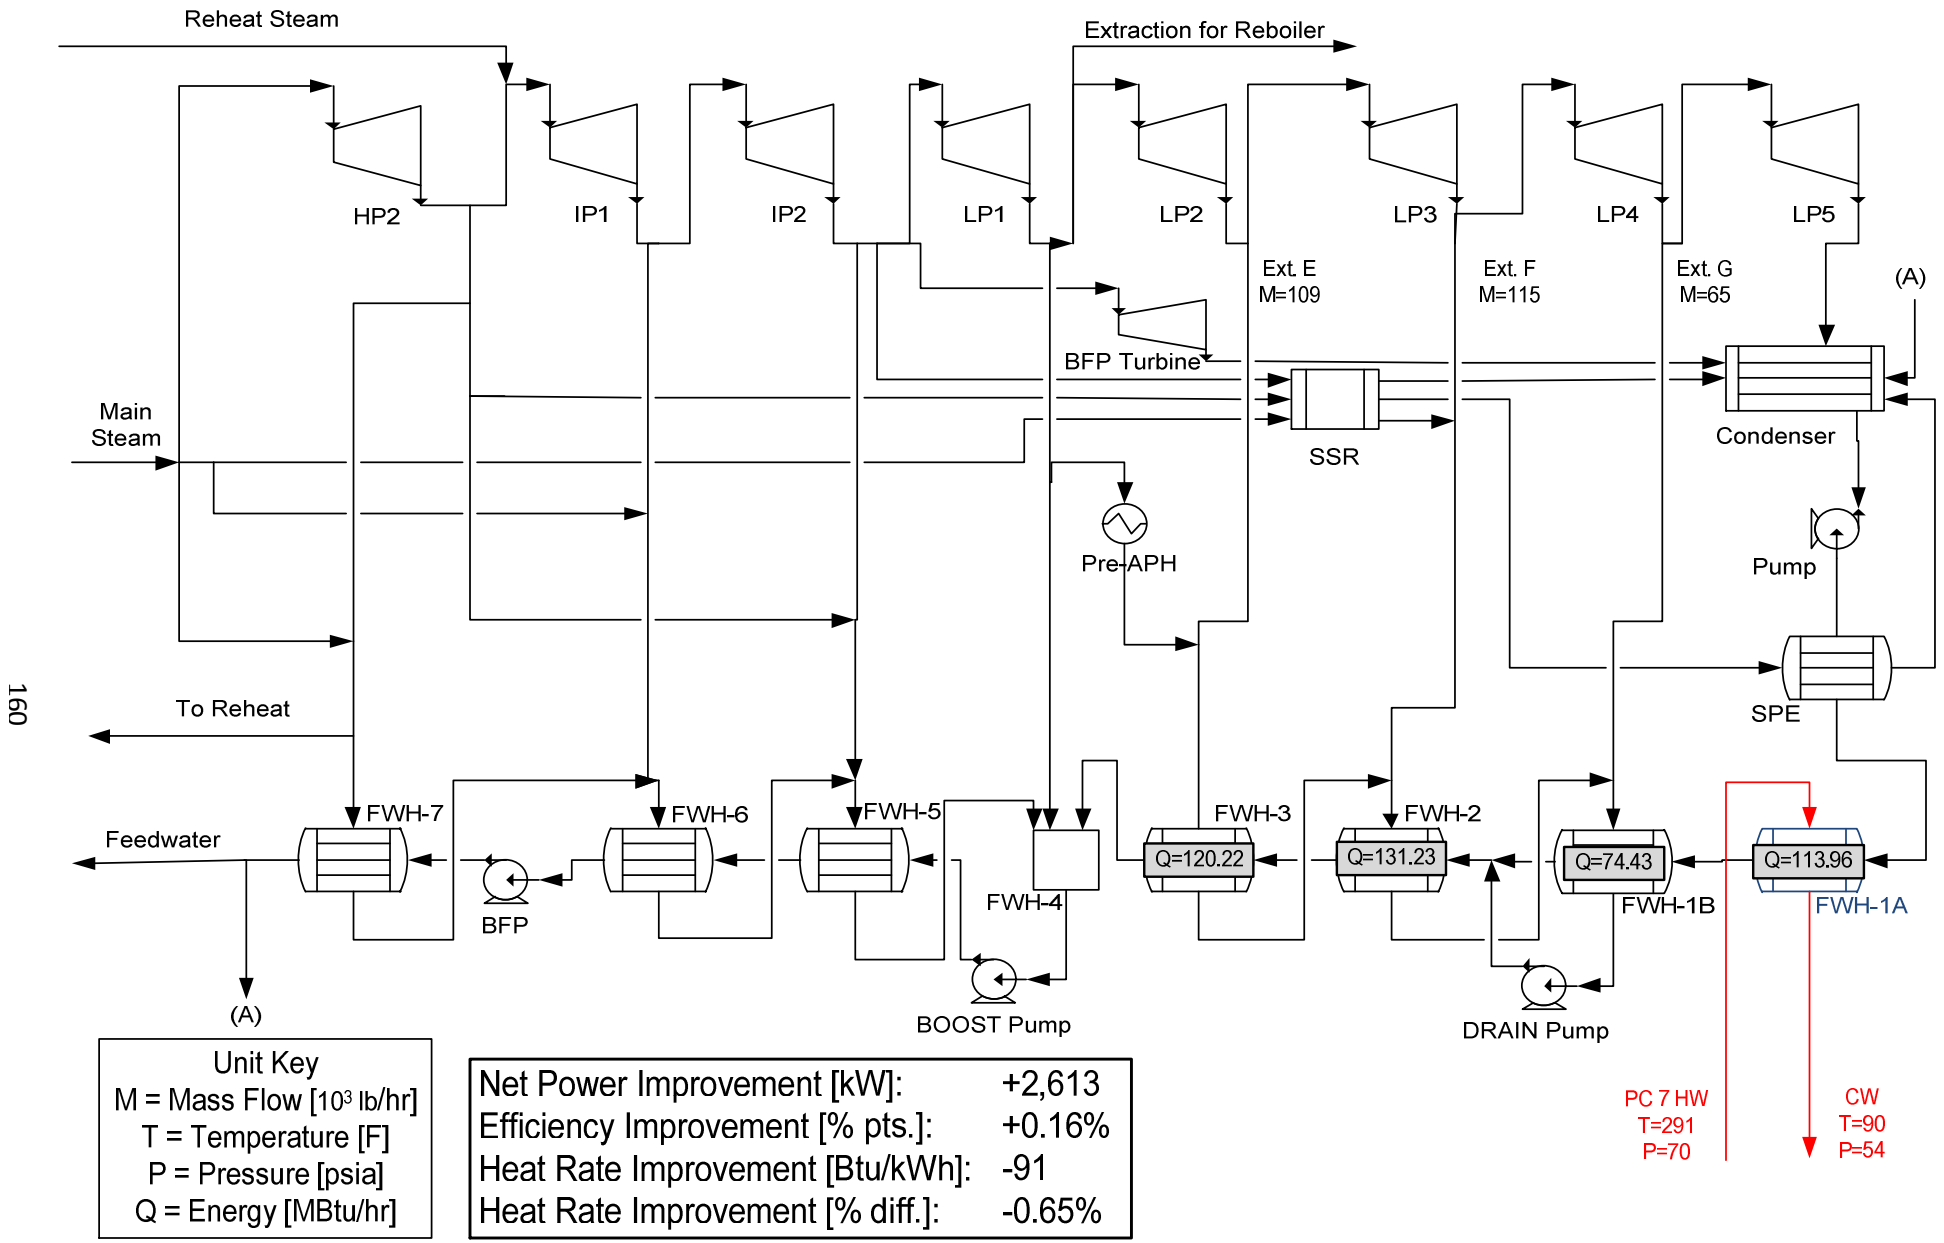 Reheat Steam
Extraction for Reboiler
HP2
IP1
IP2
LP1
LP2
LP3
LP4
LP5
Ext. E
M=109
Ext. F
M=115
Ext. G
M=65
(A)
BFP Turbine
Main
Steam
SSR
Condenser
Pre-APH
Pump
160
To Reheat
SPE
Feedwater
FWH-7
FWH-6
FWH-5
FWH-4
FWH-3
Q=120.22
FWH-2
Q=131.23
Q=74.43
FWH-1B
Q=113.96
FWH-1A
BFP
(A)
BOOST Pump
DRAIN Pump
PC 7 HW
T=291
P=70
CW
T=90
P=54
Unit Key
M = Mass Flow [10³ lb/hr]
T = Temperature [F]
P = Pressure [psia]
Q = Energy [MBtu/hr]
Net Power Improvement [kW]: +2,613
Efficiency Improvement [% pts.]: +0.16%
Heat Rate Improvement [Btu/kWh]: -91
Heat Rate Improvement [% diff.]: -0.65%